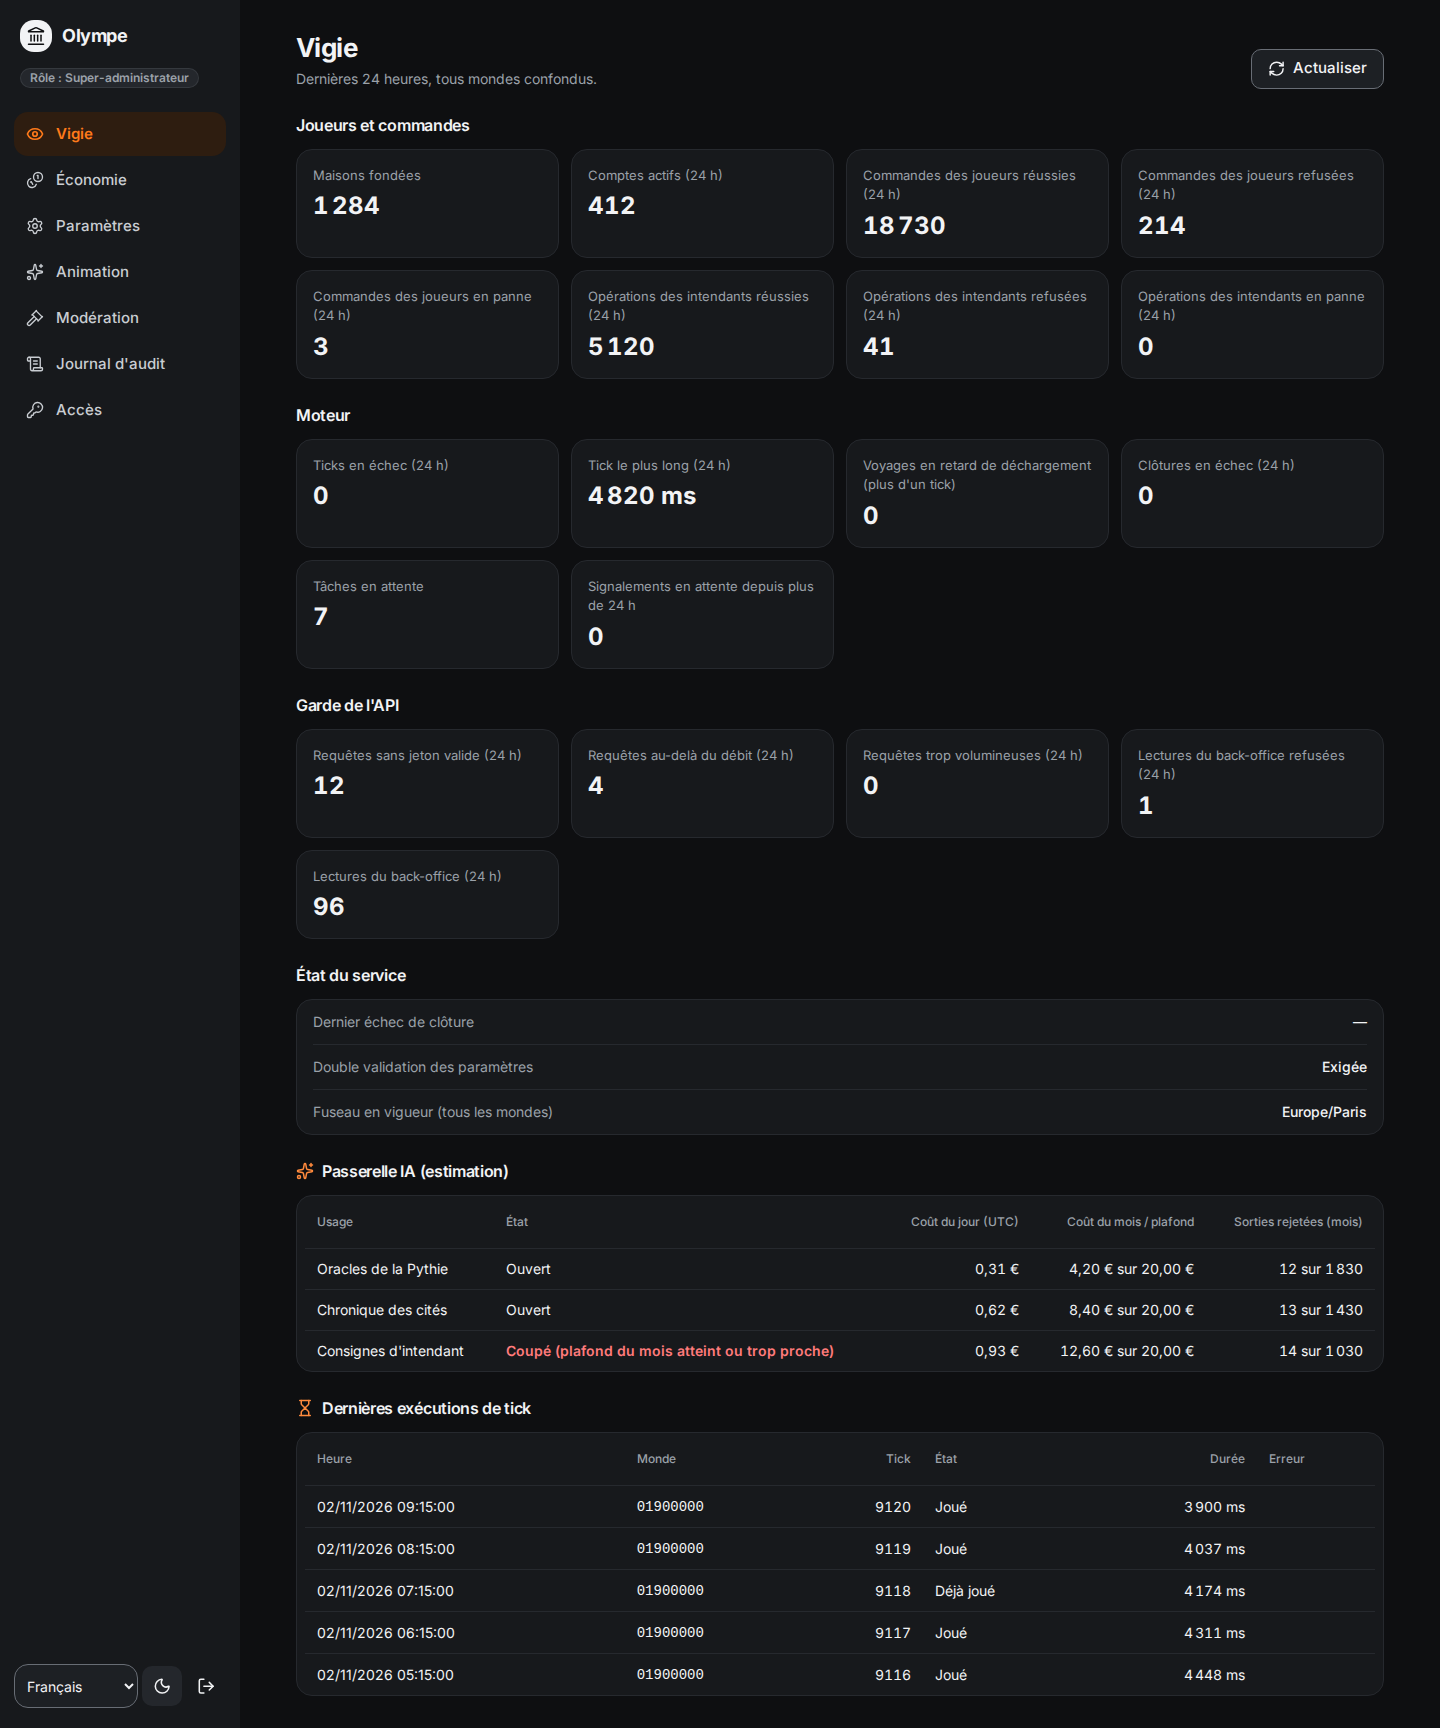 Olympe
Rôle : Super-administrateur
Vigie
Économie
Paramètres
Animation
Modération
Journal d'audit
Accès
Français
Vigie
Dernières 24 heures, tous mondes confondus.
Actualiser
Joueurs et commandes
Maisons fondées
1 284
Comptes actifs (24 h)
412
Commandes des joueurs réussies
(24 h)
18 730
Commandes des joueurs refusées
(24 h)
214
Commandes des joueurs en panne
(24 h)
3
Opérations des intendants réussies
(24 h)
5 120
Opérations des intendants refusées
(24 h)
41
Opérations des intendants en panne
(24 h)
0
Moteur
Ticks en échec (24 h)
0
Tick le plus long (24 h)
4 820 ms
Voyages en retard de déchargement
(plus d'un tick)
0
Clôtures en échec (24 h)
0
Tâches en attente
7
Signalements en attente depuis plus
de 24 h
0
Garde de l'API
Requêtes sans jeton valide (24 h)
12
Requêtes au-delà du débit (24 h)
4
Requêtes trop volumineuses (24 h)
0
Lectures du back-office refusées
(24 h)
1
Lectures du back-office (24 h)
96
État du service
Dernier échec de clôture —
Double validation des paramètres Exigée
Fuseau en vigueur (tous les mondes) Europe/Paris
Passerelle IA (estimation)
Usage État Coût du jour (UTC) Coût du mois / plafond Sorties rejetées (mois)
Oracles de la Pythie Ouvert 0,31 € 4,20 € sur 20,00 € 12 sur 1 830
Chronique des cités Ouvert 0,62 € 8,40 € sur 20,00 € 13 sur 1 430
Consignes d'intendant Coupé (plafond du mois atteint ou trop proche) 0,93 € 12,60 € sur 20,00 € 14 sur 1 030
Dernières exécutions de tick
Heure Monde Tick État Durée Erreur
02/11/2026 09:15:00 01900000 9120 Joué 3 900 ms
02/11/2026 08:15:00 01900000 9119 Joué 4 037 ms
02/11/2026 07:15:00 01900000 9118 Déjà joué 4 174 ms
02/11/2026 06:15:00 01900000 9117 Joué 4 311 ms
02/11/2026 05:15:00 01900000 9116 Joué 4 448 ms